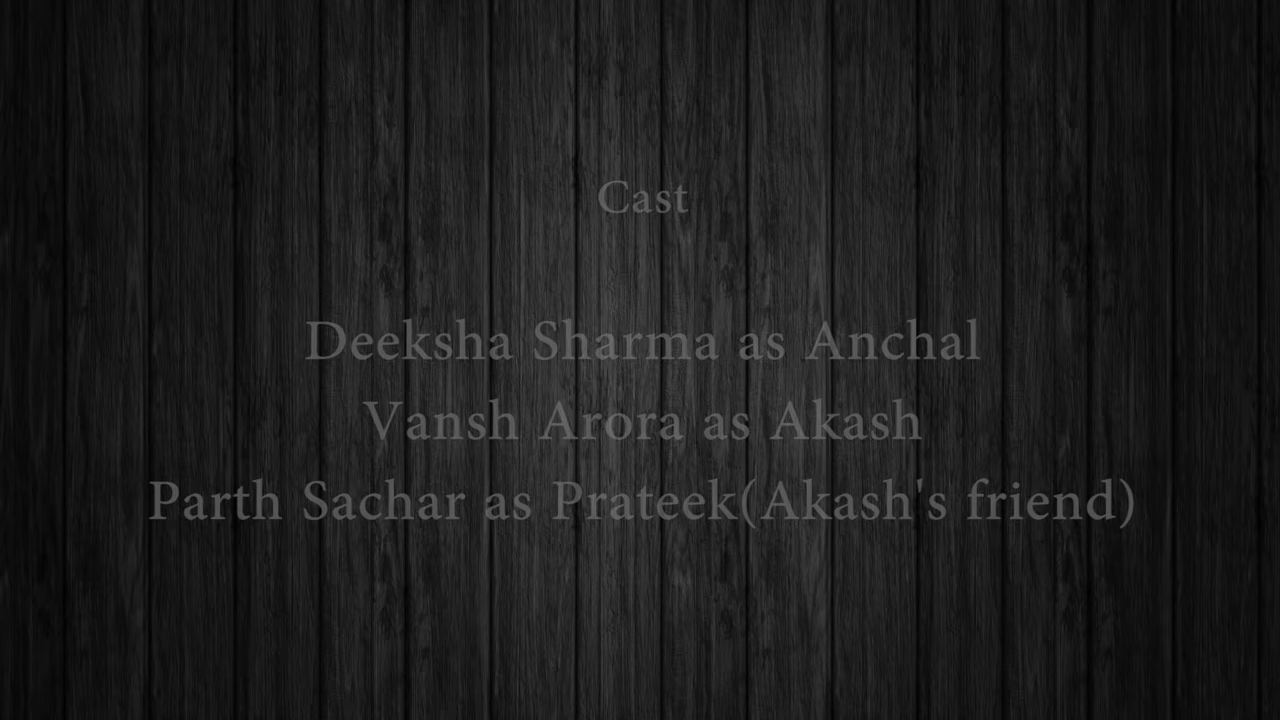 Cast
Deeksha Sharma as Anchal
Vansh Arora as Akash
Parth Sachar as Prateek(Akash's friend)